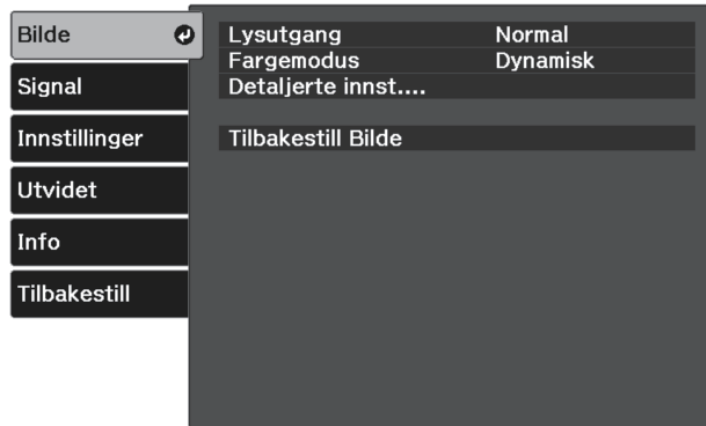 Bilde
Signal
Innstillinger
Utvidet
Info
Tilbakestill
Lysutgang Normal
Fargemodus Dynamisk
Detaljerte innst....
Tilbakestill Bilde